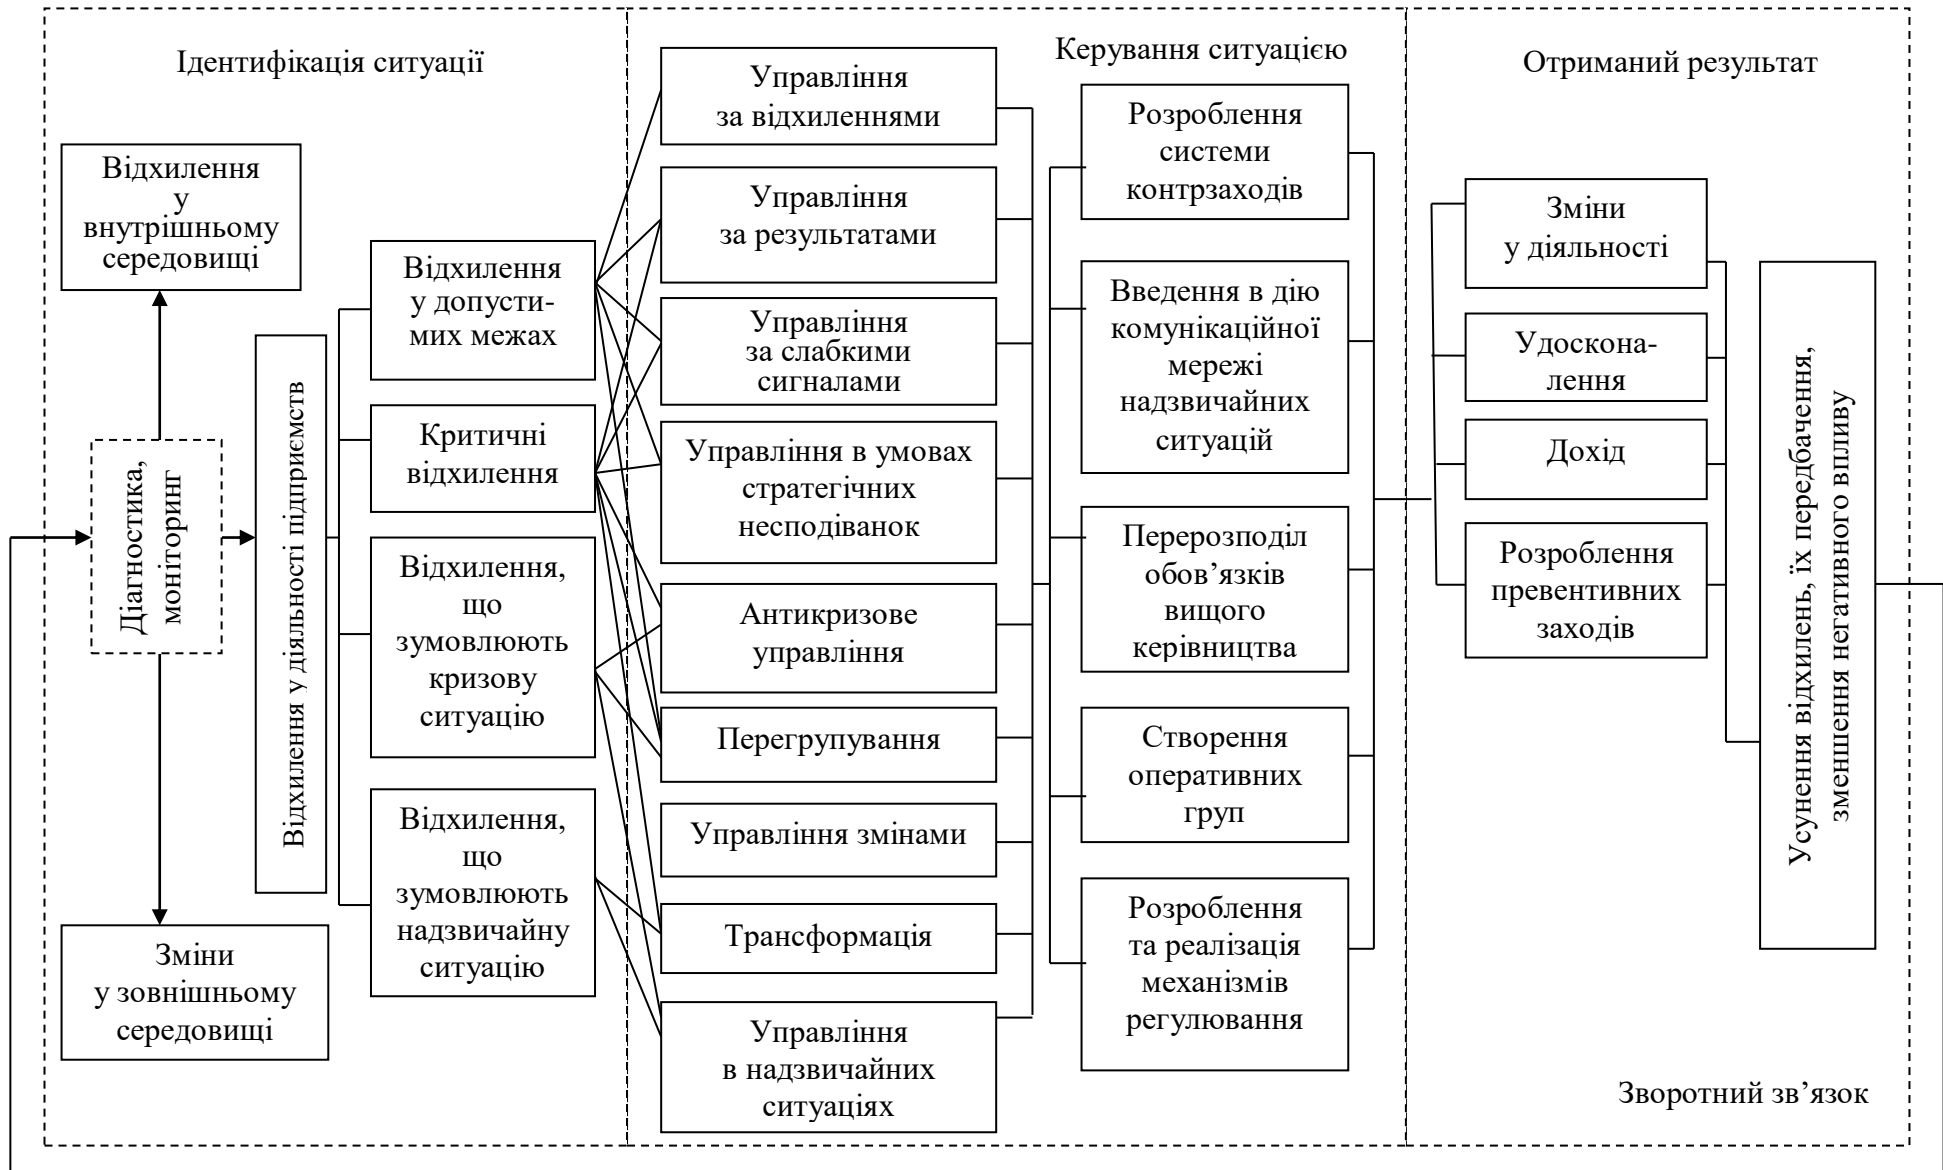 Ідентифікація ситуації
Відхилення
у
внутрішньому
середовищі
Діагностика,
моніторинг
Зміни
у зовнішньому
середовищі
Відхилення у діяльності підприємств
Відхилення
у допусти-
мих межах
Критичні
відхилення
Відхилення,
що
зумовлюють
кризову
ситуацію
Відхилення,
що
зумовлюють
надзвичайну
ситуацію
Керування ситуацією
Управління
за відхиленнями
Управління
за результатами
Управління
за слабкими
сигналами
Управління в умовах
стратегічних
несподіванок
Антикризове
управління
Перегрупування
Управління змінами
Трансформація
Управління
в надзвичайних
ситуаціях
Розроблення
системи
контрзаходів
Введення в дію
комунікаційної
мережі
надзвичайних
ситуацій
Перерозподіл
обов’язків
вищого
керівництва
Створення
оперативних
груп
Розроблення
та реалізація
механізмів
регулювання
Отриманий результат
Зміни
у діяльності
Удоскона-
лення
Дохід
Розроблення
превентивних
заходів
Усунення відхилень, їх передбачення,
зменшення негативного впливу
Зворотний зв’язок